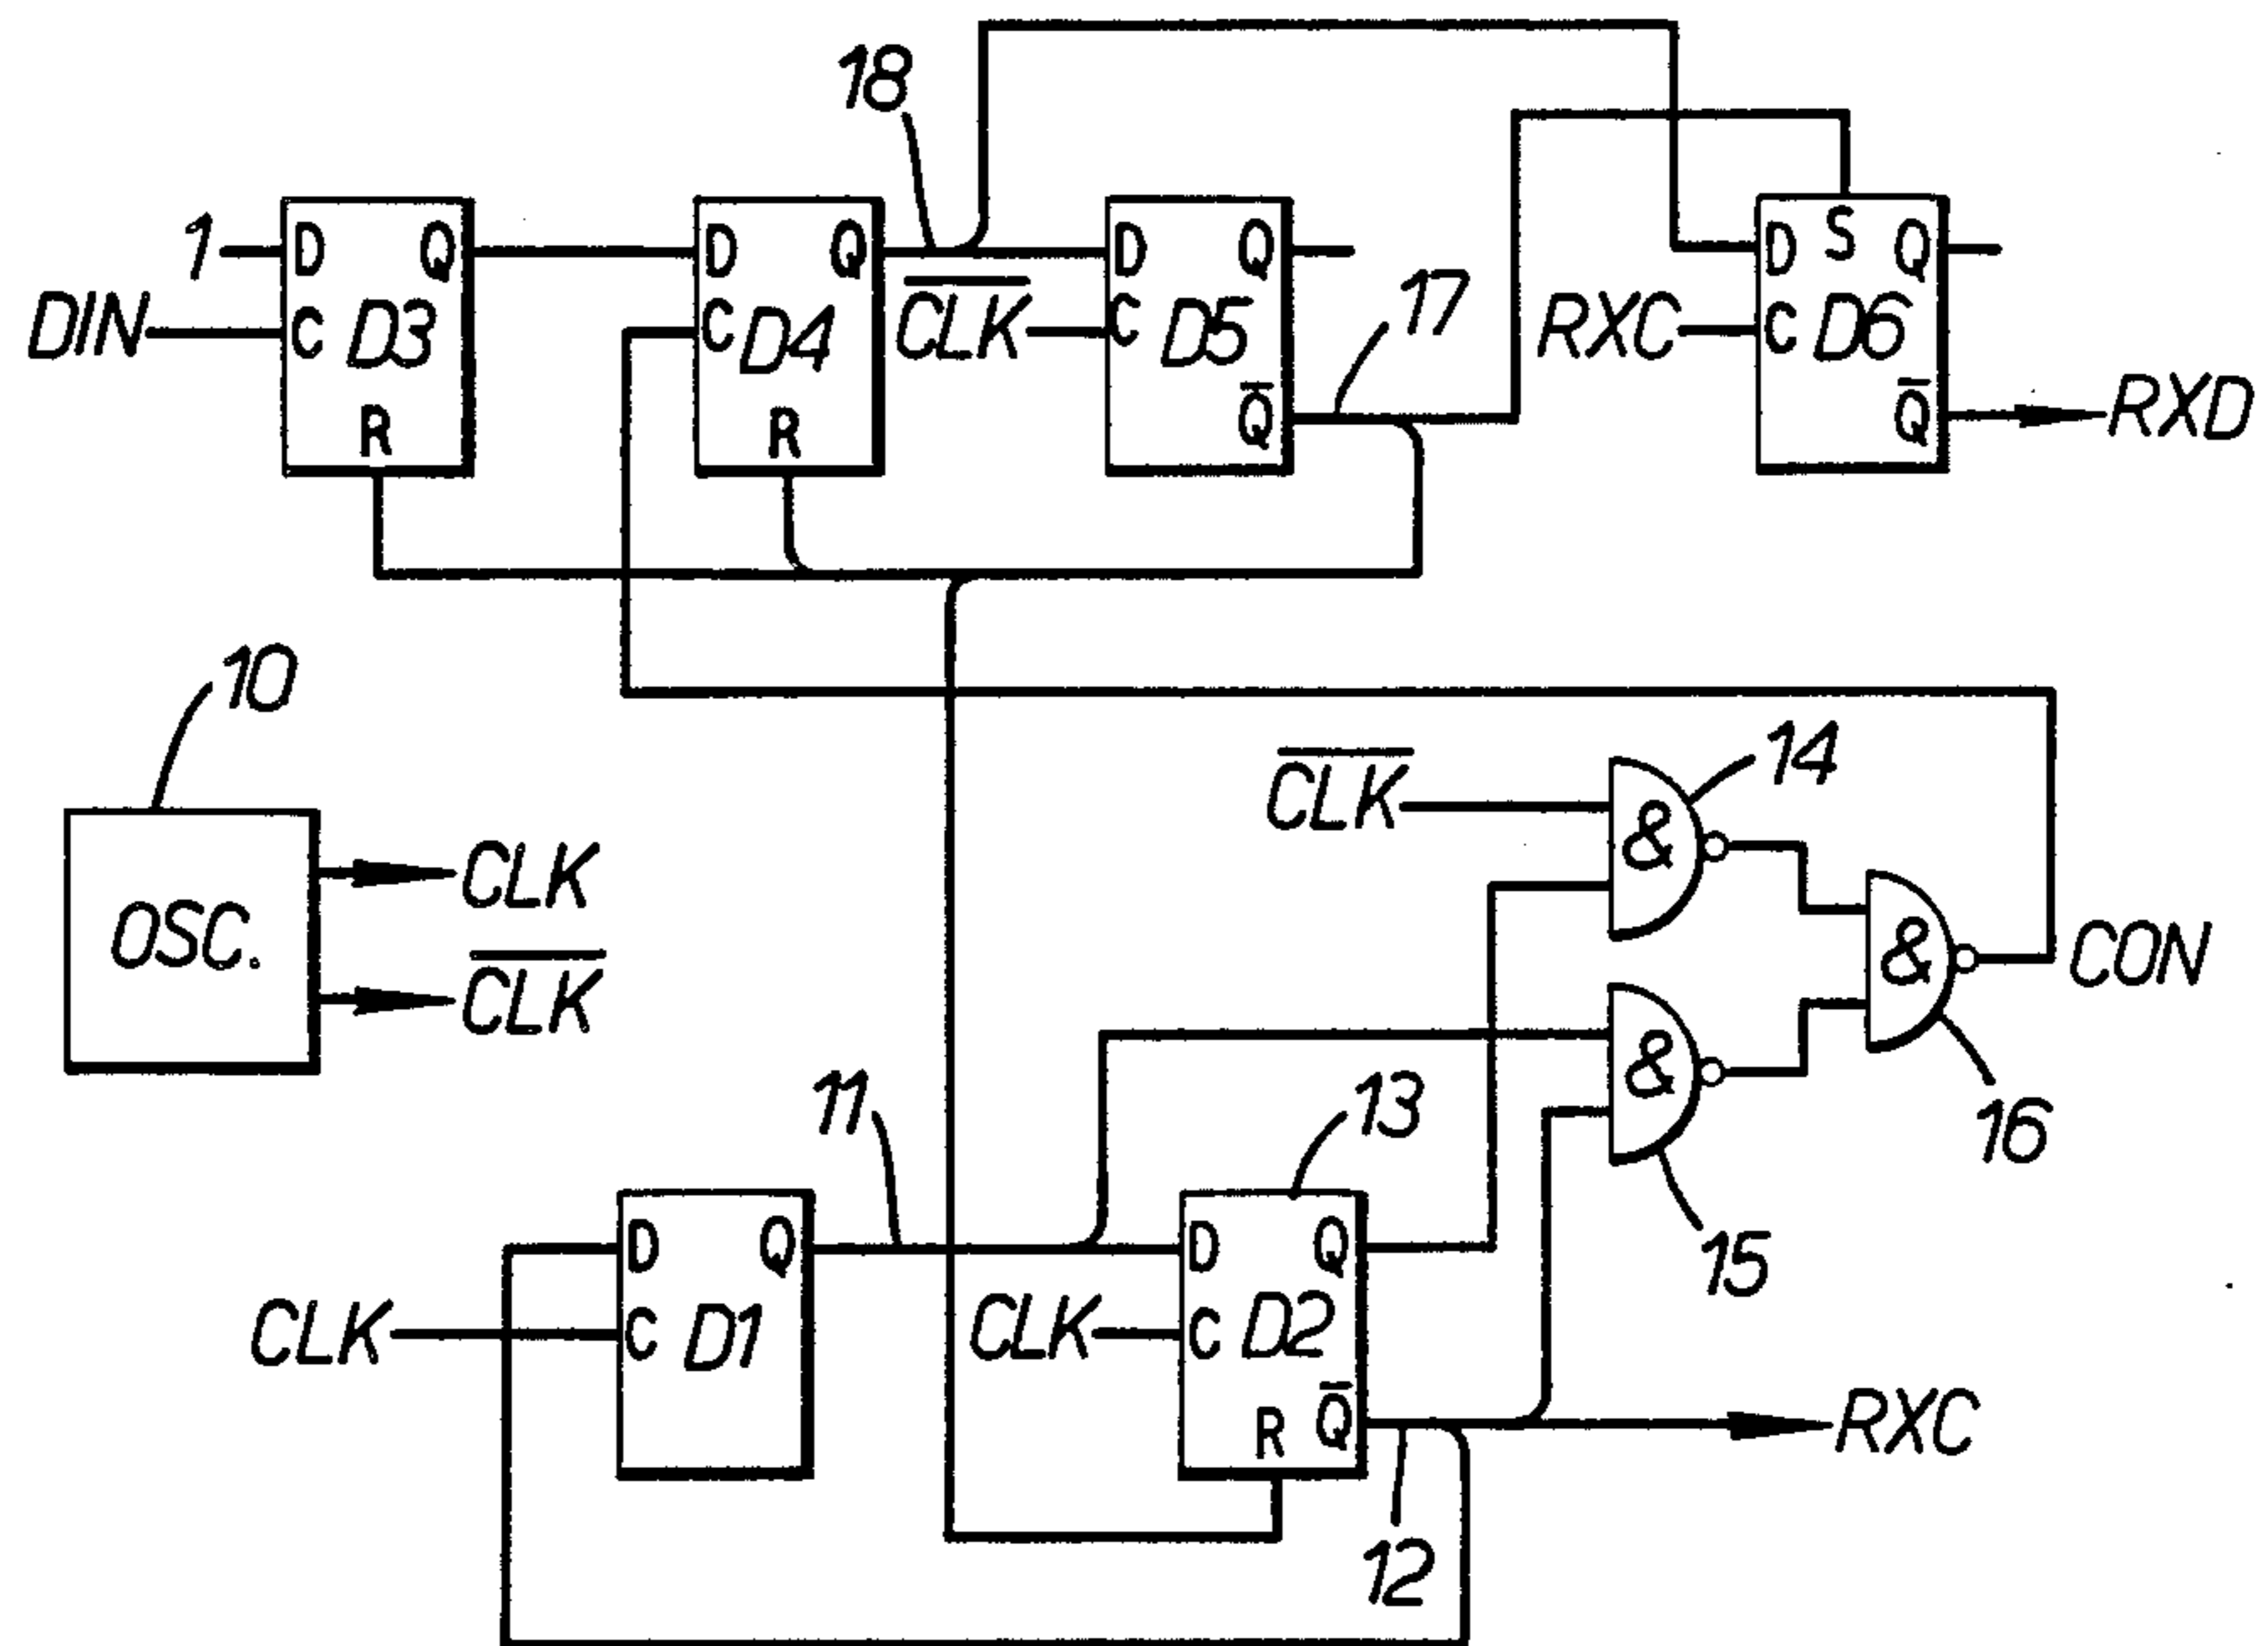 18
1
D Q
D Q
D Q
D S Q
DIN
C D3
C D4
CLK
C D5
17
RXC
C D6
R
R
Q
Q
RXD
10
14
CLK
&
OSC.
CLK
CLK
&
CON
11
13
&
16
15
D Q
D Q
CLK
C D1
CLK
C D2
R Q
RXC
12